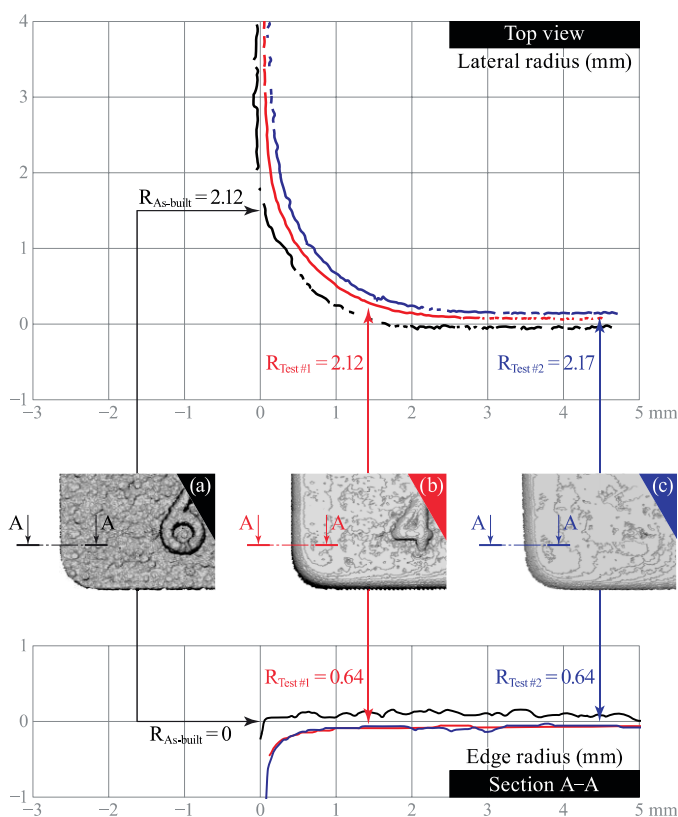 4
Top view
Lateral radius (mm)
3
2
R_As-built = 2.12
1
0
R_Test #1 = 2.12
R_Test #2 = 2.17
−1
−3
−2
−1
0
1
2
3
4
5 mm
(a)
(b)
(c)
A
A
A
A
A
A
1
R_Test #1 = 0.64
R_Test #2 = 0.64
0
R_As-built = 0
Edge radius (mm)
Section A–A
−1
−3
−2
−1
0
1
2
3
4
5 mm